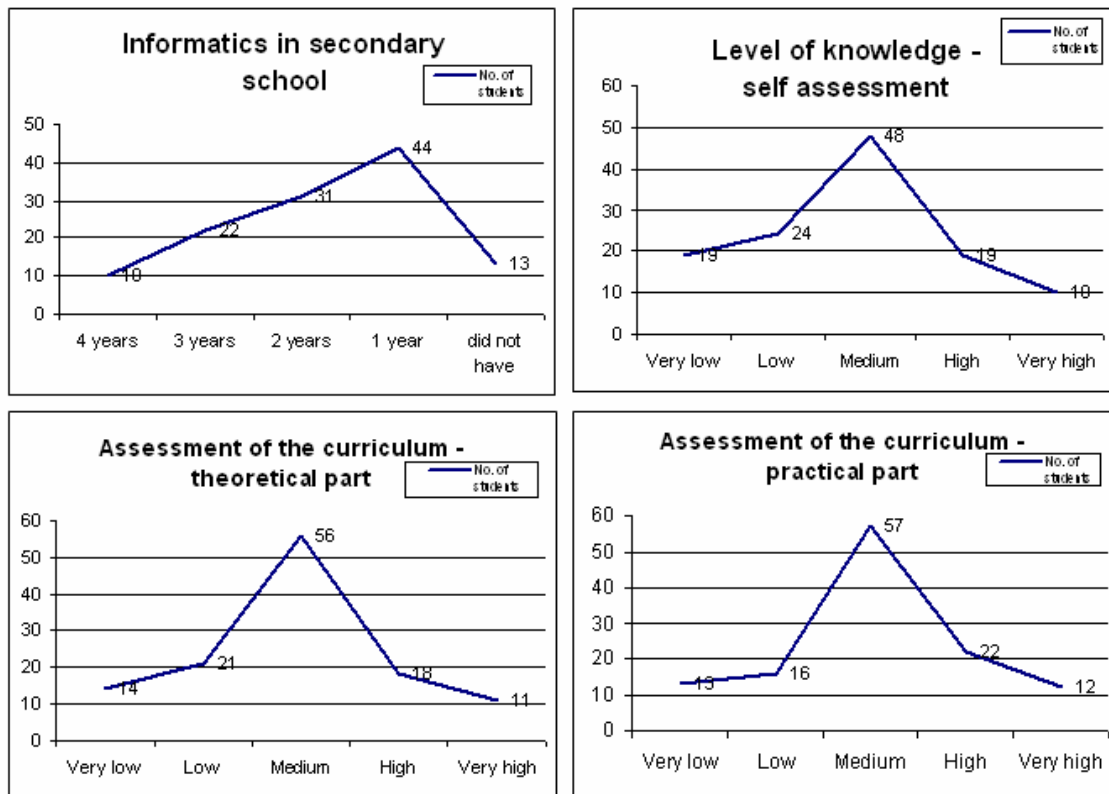 Informatics in secondary
school
No. of
students
50
40
30
20
10
0
44
31
22
10
13
4 years 3 years 2 years 1 year did not
have
Level of knowledge -
self assessment
No. of
students
60
50
40
30
20
10
0
48
24
19 19
10
Very low Low Medium High Very high
Assessment of the curriculum -
theoretical part
No. of
students
60
50
40
30
20
10
0
56
21
18
14
11
Very low Low Medium High Very high
Assessment of the curriculum -
practical part
No. of
students
60
50
40
30
20
10
0
57
22
16
13
12
Very low Low Medium High Very high